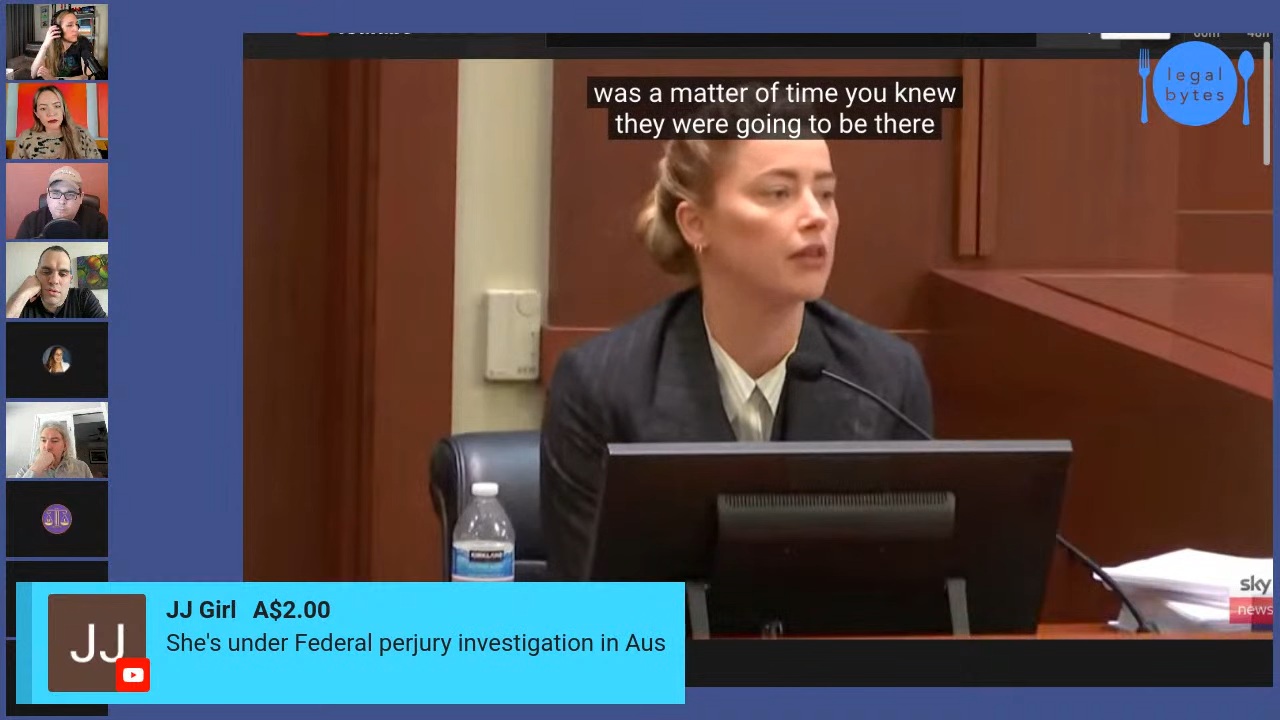 was a matter of time you knew
they were going to be there
legal
bytes
KIRKLAND
sky
news
JJ
JJ Girl A$2.00
She's under Federal perjury investigation in Aus